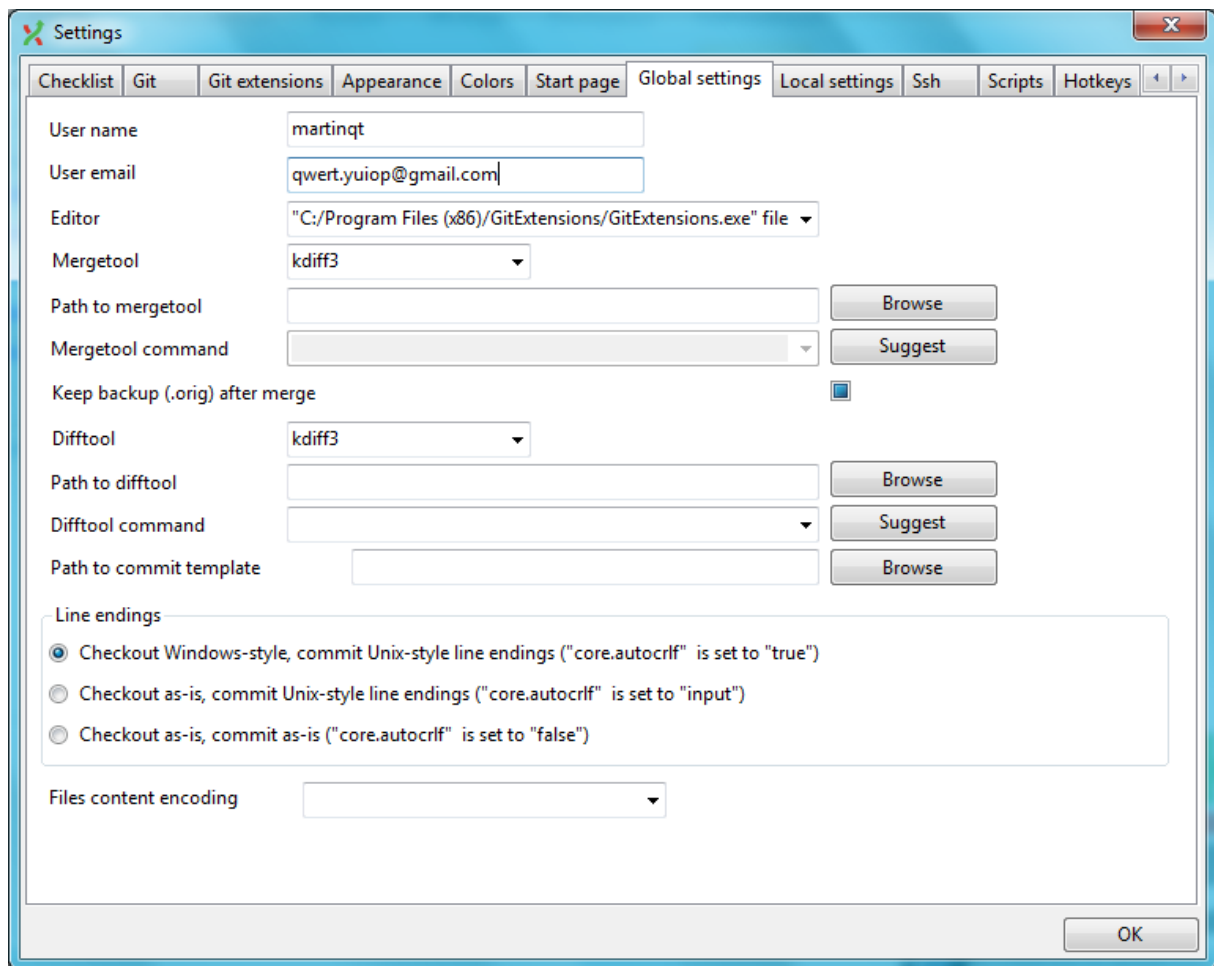 Settings
Checklist Git Git extensions Appearance Colors Start page Global settings Local settings Ssh Scripts Hotkeys
User name martinqt
User email qwert.yuiop@gmail.com
Editor "C:/Program Files (x86)/GitExtensions/GitExtensions.exe" file
Mergetool kdiff3
Path to mergetool Browse
Mergetool command Suggest
Keep backup (.orig) after merge
Difftool kdiff3
Path to difftool Browse
Difftool command Suggest
Path to commit template Browse
Line endings
Checkout Windows-style, commit Unix-style line endings ("core.autocrlf" is set to "true")
Checkout as-is, commit Unix-style line endings ("core.autocrlf" is set to "input")
Checkout as-is, commit as-is ("core.autocrlf" is set to "false")
Files content encoding
OK